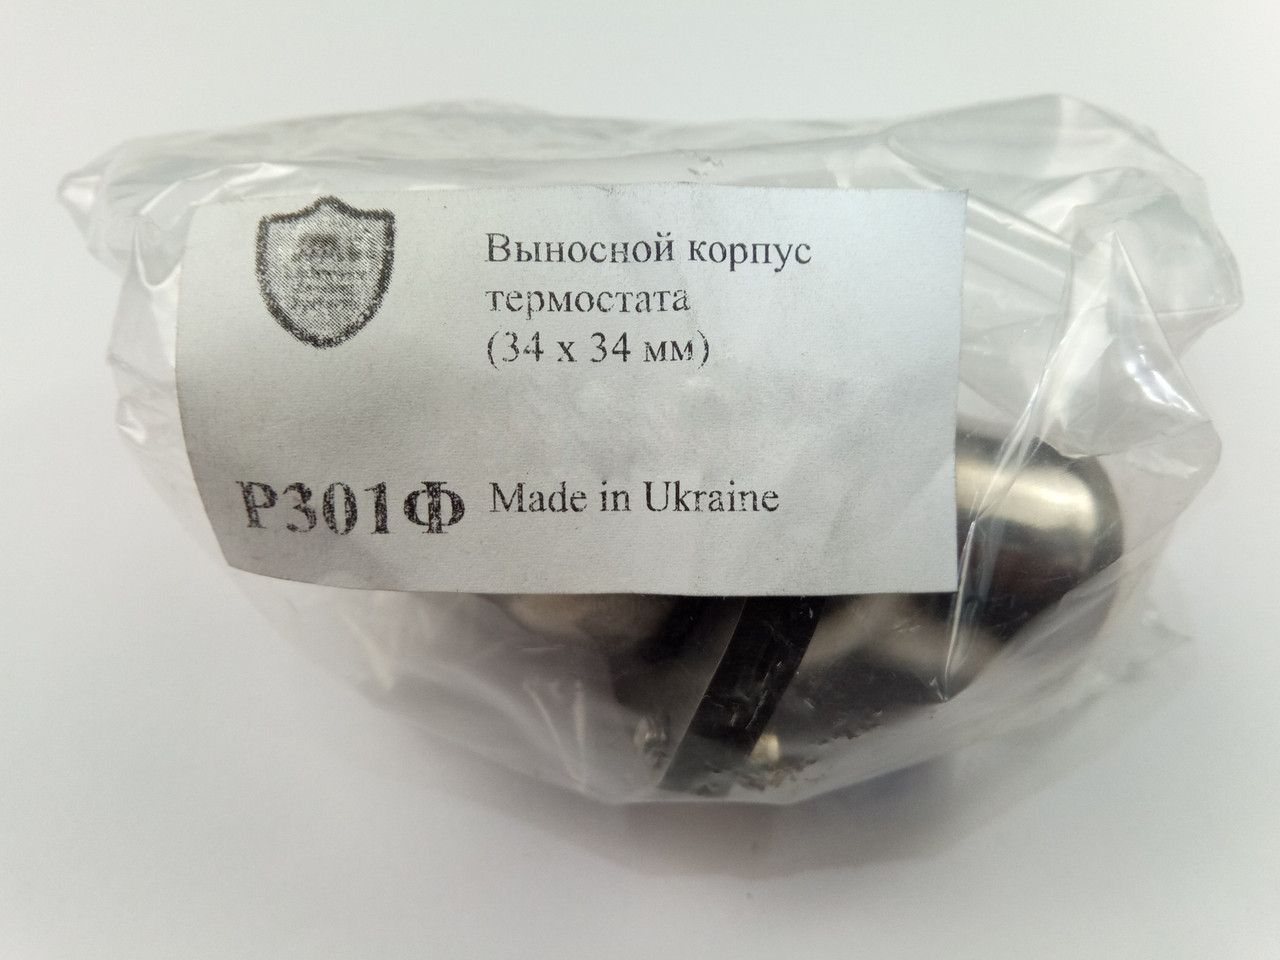 Выносной корпус
термостата
(34 x 34 мм)
Р301Ф Made in Ukraine